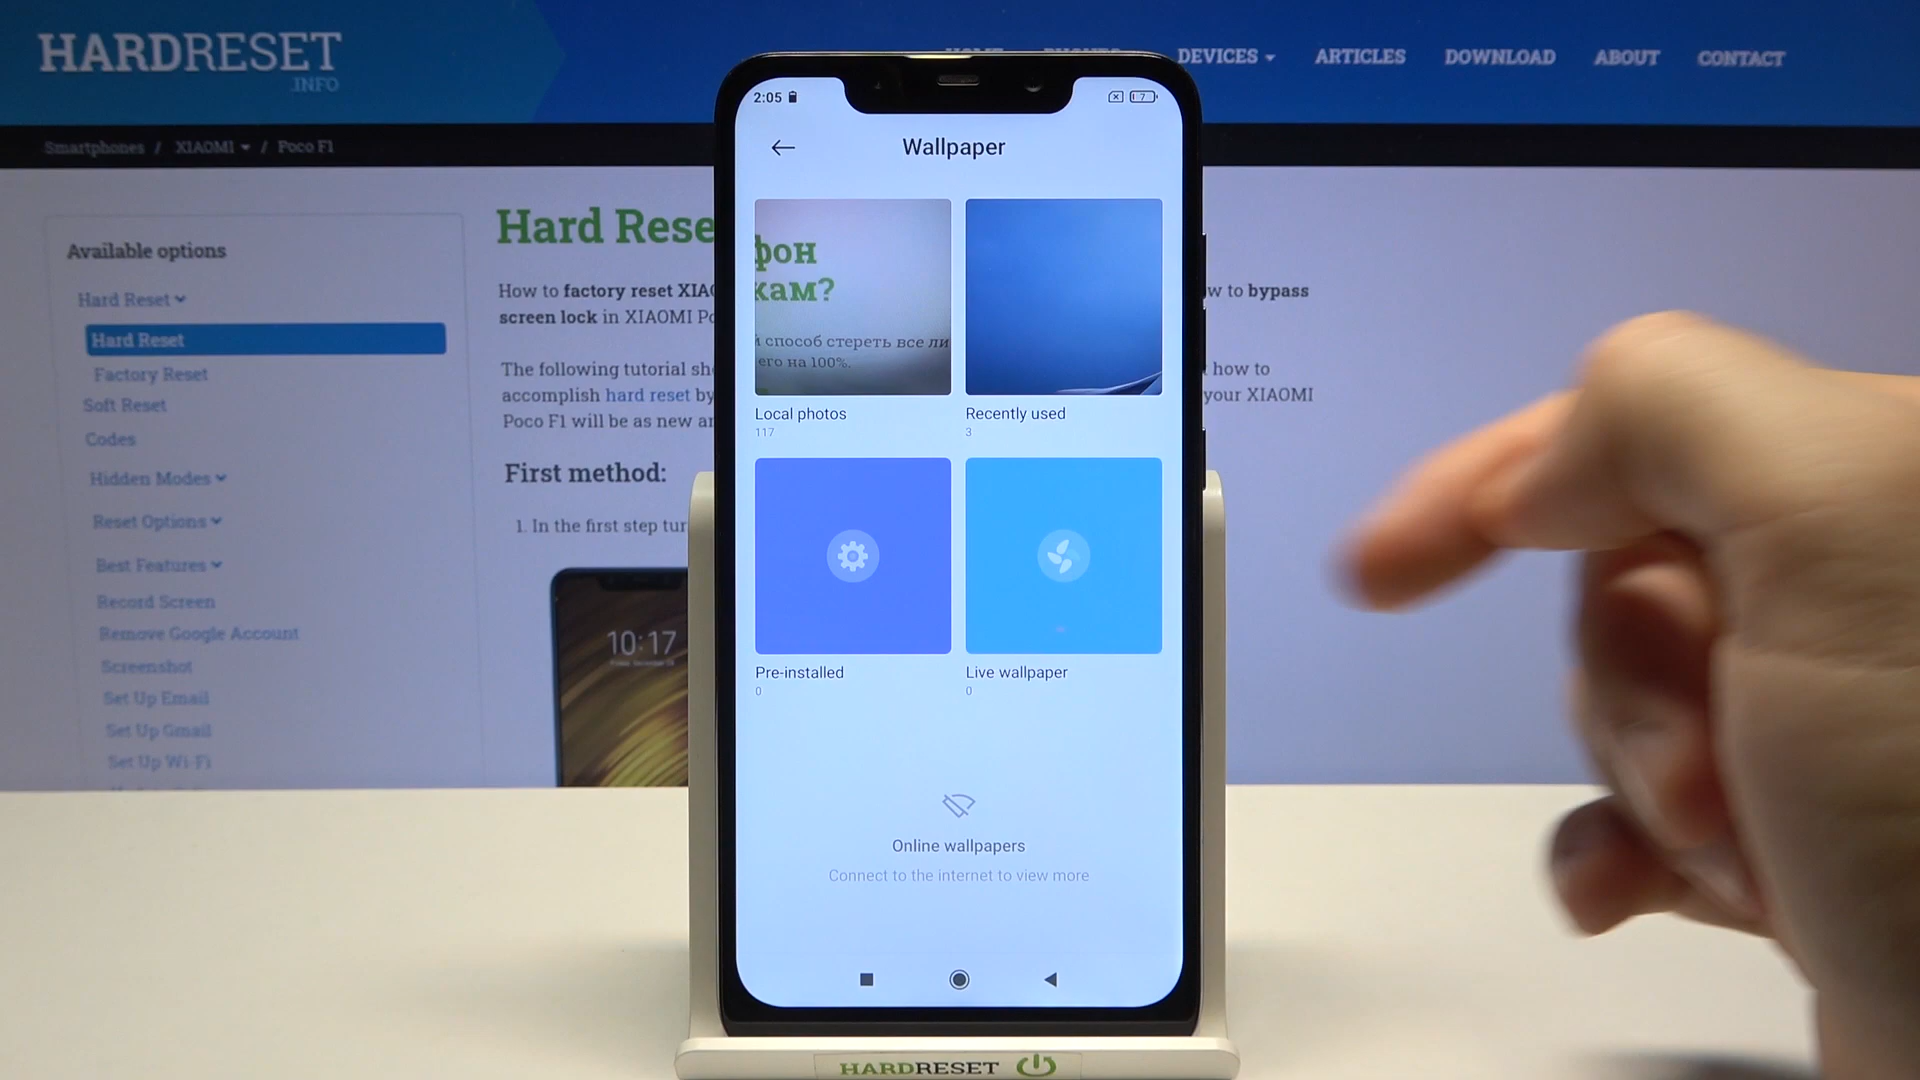 HARDRESET
.INFO
DEVICES
ARTICLES
DOWNLOAD
ABOUT
CONTACT
Smartphones / XIAOMI / Poco F1
Available options
Hard Reset
Hard Reset
Factory Reset
Soft Reset
Codes
Hidden Modes
Reset Options
Best Features
Record Screen
Remove Google Account
Screenshot
Set Up Email
Set Up Gmail
Set Up Wi-Fi
Hard Rese
How to factory reset XIAO
w to bypass
screen lock in XIAOMI Po
The following tutorial sh
how to
accomplish hard reset by
your XIAOMI
Poco F1 will be as new an
First method:
1. In the first step tur
10:17
2:05
7
Wallpaper
фон
кам?
й способ стереть все ли
его на 100%.
Local photos
117
Recently used
3
Pre-installed
0
Live wallpaper
0
Online wallpapers
Connect to the internet to view more
HARDRESET